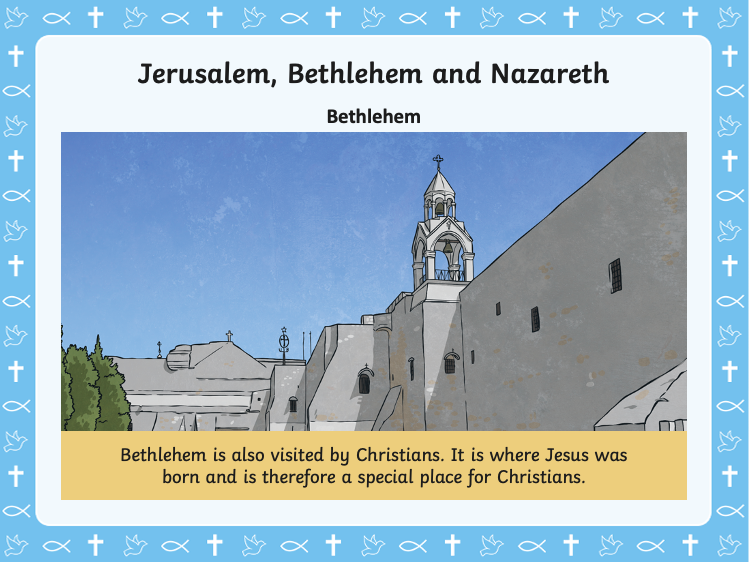 Jerusalem, Bethlehem and Nazareth
Bethlehem
Bethlehem is also visited by Christians. It is where Jesus was
born and is therefore a special place for Christians.